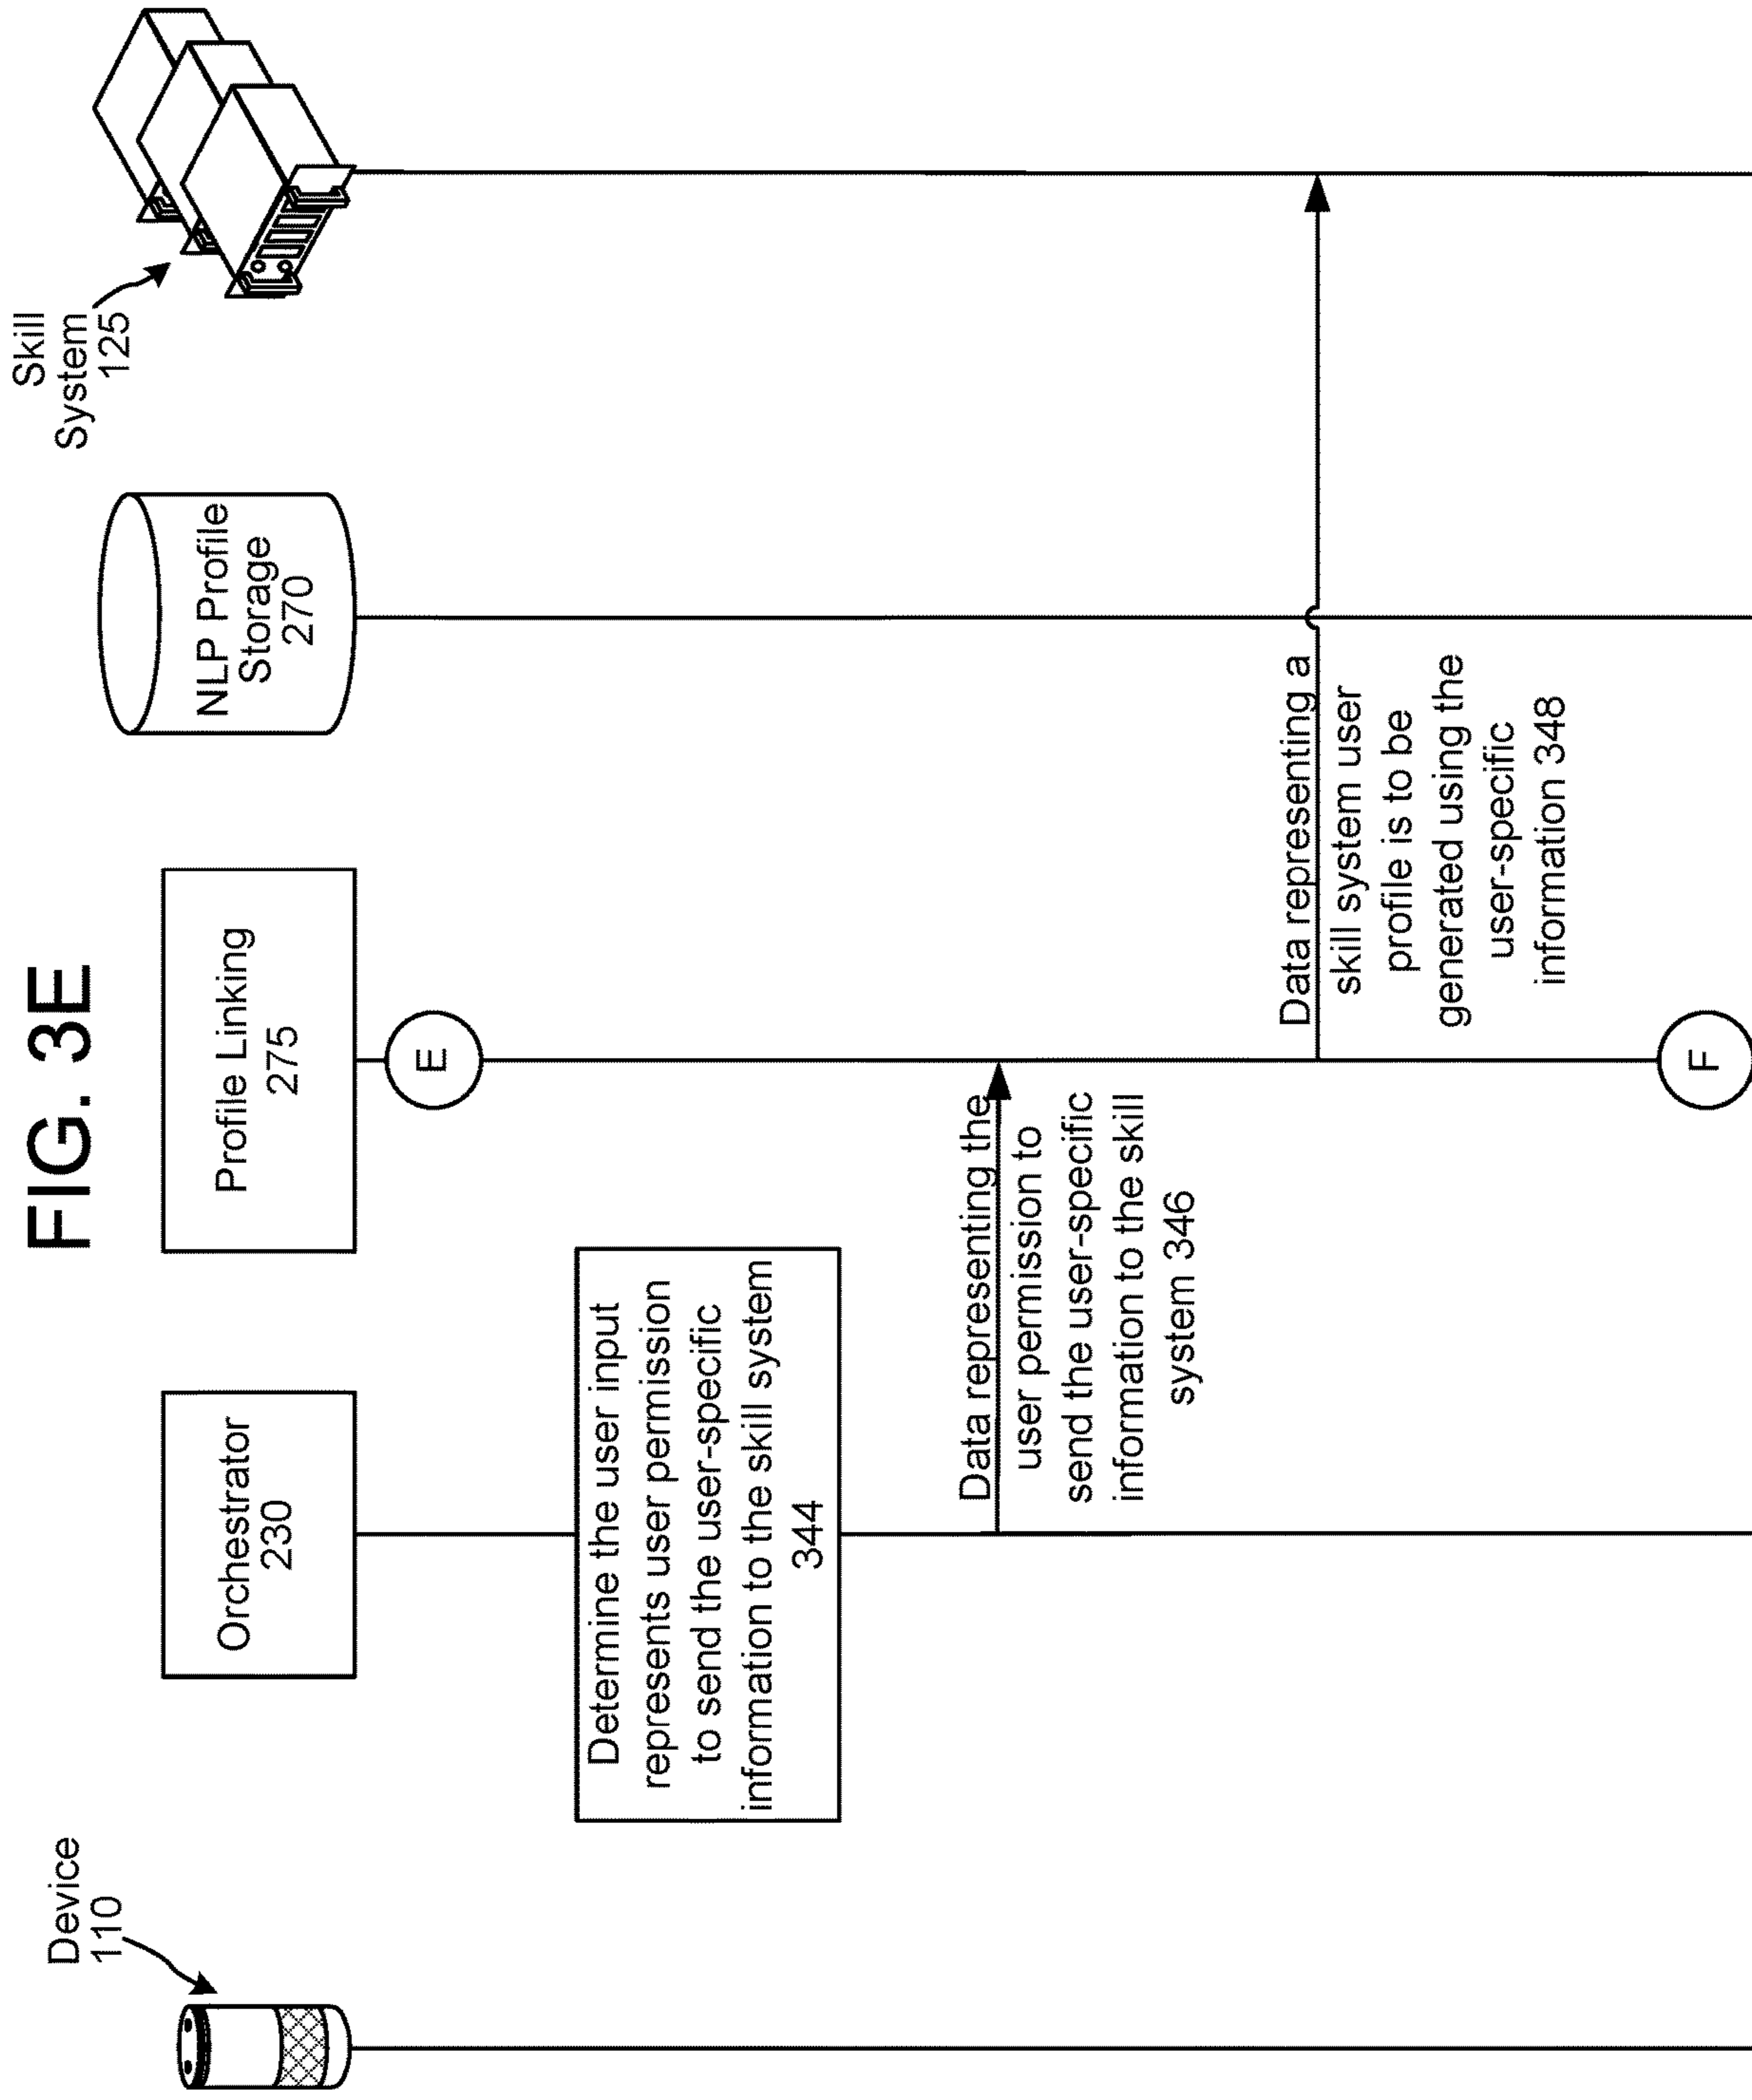 FIG. 3E
Device
110
Orchestrator
230
Profile Linking
275
NLP Profile
Storage
270
Skill
System
125
E
Determine the user input
represents user permission
to send the user-specific
information to the skill system
344
Data representing the
user permission to
send the user-specific
information to the skill
system 346
Data representing a
skill system user
profile is to be
generated using the
user-specific
information 348
F